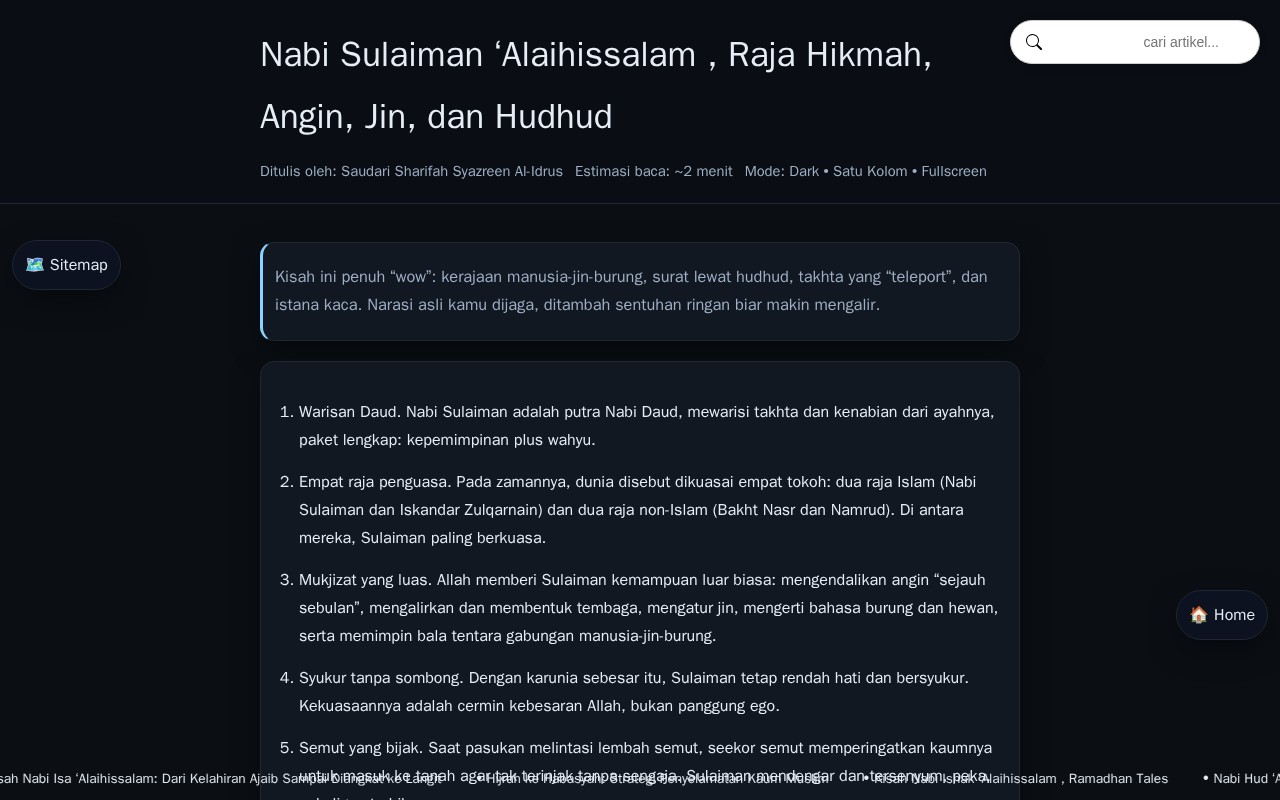 Nabi Sulaiman ‘Alaihissalam , Raja Hikmah,
Angin, Jin, dan Hudhud
cari artikel...
Ditulis oleh: Saudari Sharifah Syazreen Al-Idrus Estimasi baca: ~2 menit Mode: Dark • Satu Kolom • Fullscreen
🗺️ Sitemap
Kisah ini penuh “wow”: kerajaan manusia-jin-burung, surat lewat hudhud, takhta yang “teleport”, dan
istana kaca. Narasi asli kamu dijaga, ditambah sentuhan ringan biar makin mengalir.
1. Warisan Daud. Nabi Sulaiman adalah putra Nabi Daud, mewarisi takhta dan kenabian dari ayahnya,
paket lengkap: kepemimpinan plus wahyu.
2. Empat raja penguasa. Pada zamannya, dunia disebut dikuasai empat tokoh: dua raja Islam (Nabi
Sulaiman dan Iskandar Zulqarnain) dan dua raja non-Islam (Bakht Nasr dan Namrud). Di antara
mereka, Sulaiman paling berkuasa.
3. Mukjizat yang luas. Allah memberi Sulaiman kemampuan luar biasa: mengendalikan angin “sejauh
sebulan”, mengalirkan dan membentuk tembaga, mengatur jin, mengerti bahasa burung dan hewan,
serta memimpin bala tentara gabungan manusia-jin-burung.
🏠 Home
4. Syukur tanpa sombong. Dengan karunia sebesar itu, Sulaiman tetap rendah hati dan bersyukur.
Kekuasaannya adalah cermin kebesaran Allah, bukan panggung ego.
5. Semut yang bijak. Saat pasukan melintasi lembah semut, seekor semut memperingatkan kaumnya
untuk masuk ke tanah agar tak terinjak tanpa sengaja. Sulaiman mendengar dan tersenyum, peka
sah Nabi Isa ‘Alaihissalam: Dari Kelahiran Ajaib Sampai Diangkat ke Langit • Hijrah ke Habasyah: Strategi Penyelamatan Kaum Muslim • Kisah Nabi Ishak ‘Alaihissalam , Ramadhan Tales • Nabi Hud ‘A